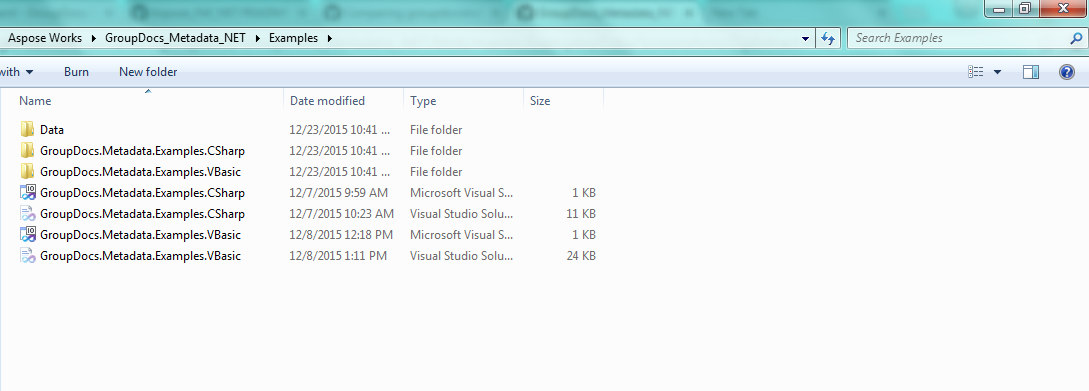 Aspose Works GroupDocs_Metadata_NET Examples Search Examples
with Burn New folder
Name Date modified Type Size
Data 12/23/2015 10:41 ... File folder
GroupDocs.Metadata.Examples.CSharp 12/23/2015 10:41 ... File folder
GroupDocs.Metadata.Examples.VBasic 12/23/2015 10:41 ... File folder
GroupDocs.Metadata.Examples.CSharp 12/7/2015 9:59 AM Microsoft Visual S... 1 KB
GroupDocs.Metadata.Examples.CSharp 12/7/2015 10:23 AM Visual Studio Solu... 11 KB
GroupDocs.Metadata.Examples.VBasic 12/8/2015 12:18 PM Microsoft Visual S... 1 KB
GroupDocs.Metadata.Examples.VBasic 12/8/2015 1:11 PM Visual Studio Solu... 24 KB